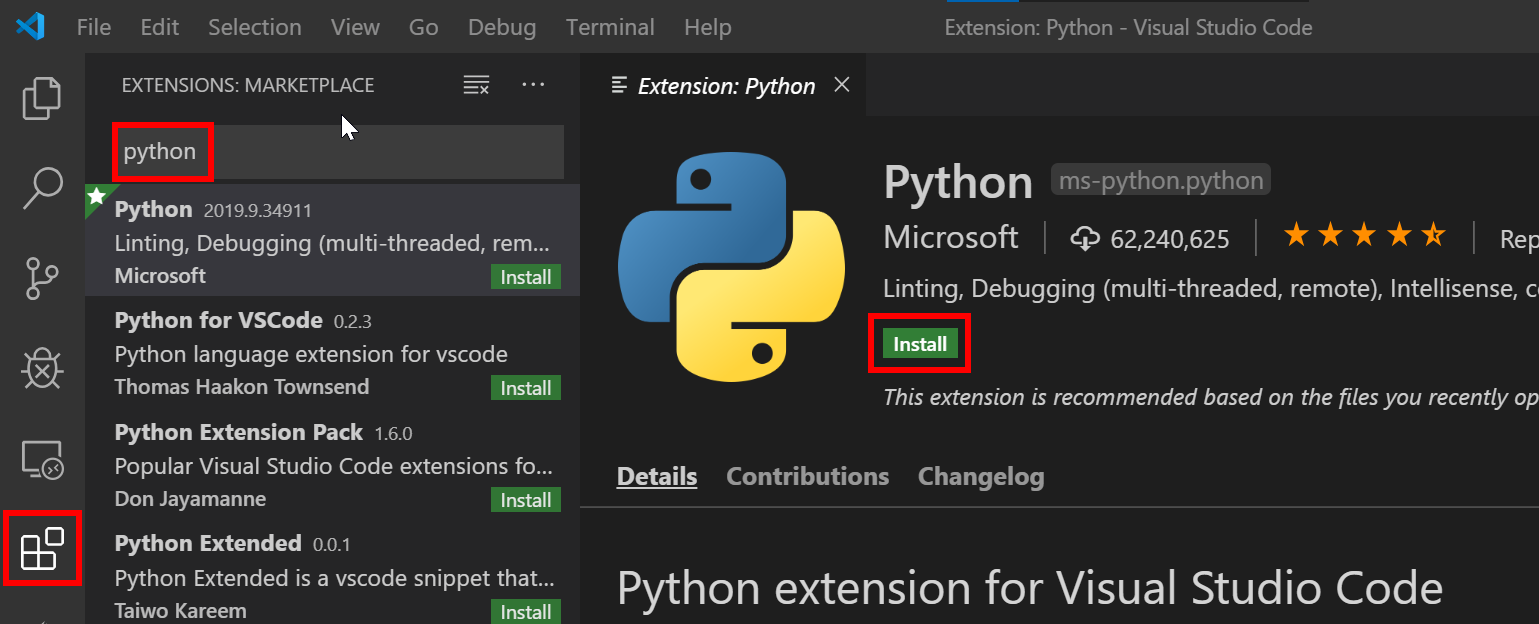 File Edit Selection View Go Debug Terminal Help Extension: Python - Visual Studio Code
EXTENSIONS: MARKETPLACE
python
Python 2019.9.34911
Linting, Debugging (multi-threaded, rem...
Microsoft Install
Python for VSCode 0.2.3
Python language extension for vscode
Thomas Haakon Townsend Install
Python Extension Pack 1.6.0
Popular Visual Studio Code extensions fo...
Don Jayamanne Install
Python Extended 0.0.1
Python Extended is a vscode snippet that...
Taiwo Kareem Install
Extension: Python
Python ms-python.python
Microsoft 62,240,625 Rep
Linting, Debugging (multi-threaded, remote), Intellisense, c
Install
This extension is recommended based on the files you recently op
Details Contributions Changelog
Python extension for Visual Studio Code